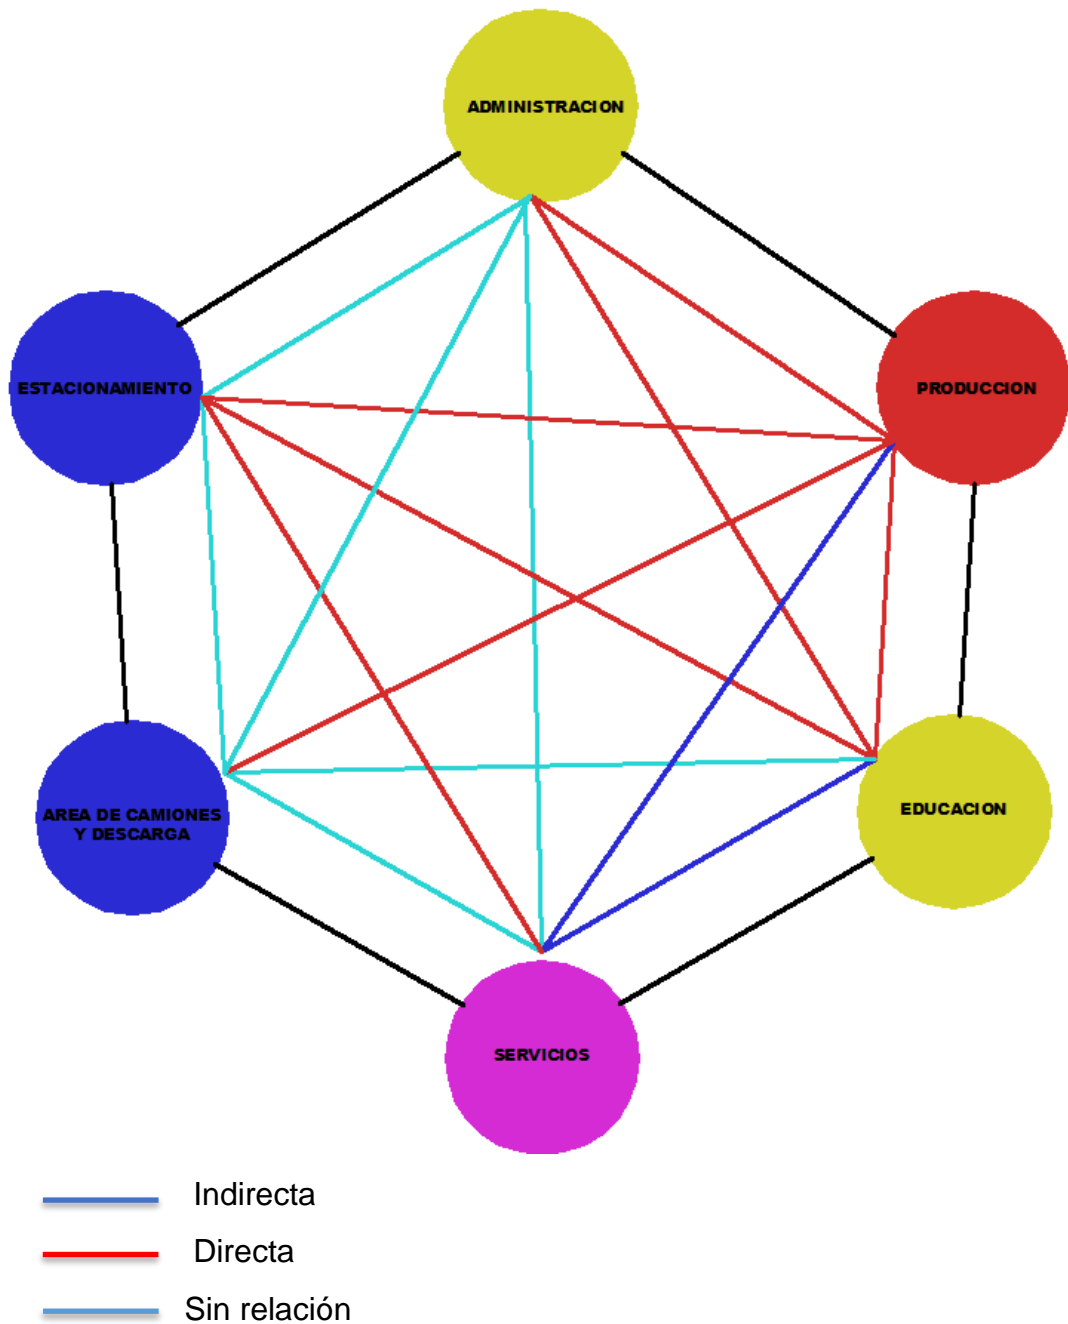 ADMINISTRACION
ESTACIONAMIENTO
PRODUCCION
AREA DE CAMIONES
Y DESCARGA
EDUCACION
SERVICIOS
Indirecta
Directa
Sin relación